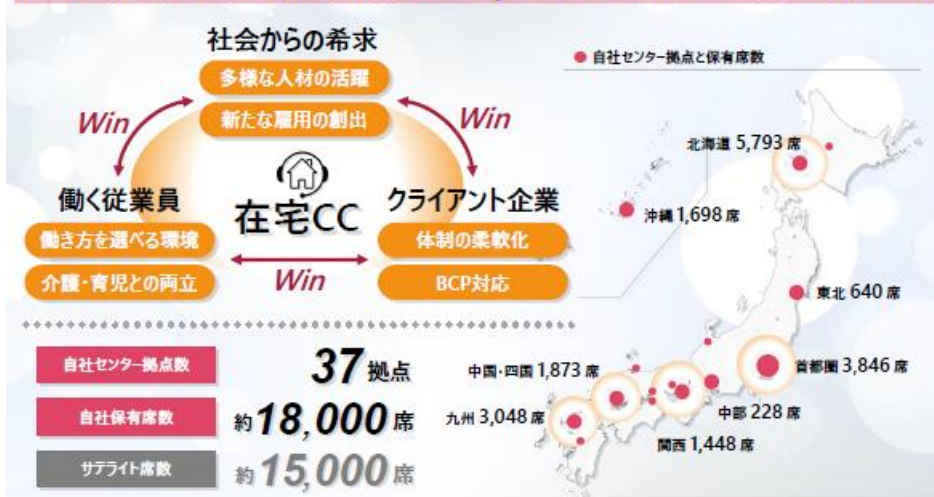 社会からの希求
多様な人材の活躍
新たな雇用の創出
Win
Win
働く従業員
働き方を選べる環境
介護・育児との両立
在宅CC
クライアント企業
体制の柔軟化
BCP対応
Win
自社センター拠点数
37拠点
自社保有席数
約18,000席
サテライト席数
約15,000席
自社センター拠点と保有席数
北海道 5,793 席
沖縄 1,698 席
東北 640 席
首都圏 3,846 席
中国・四国 1,873 席
中部 228 席
九州 3,048 席
関西 1,448 席